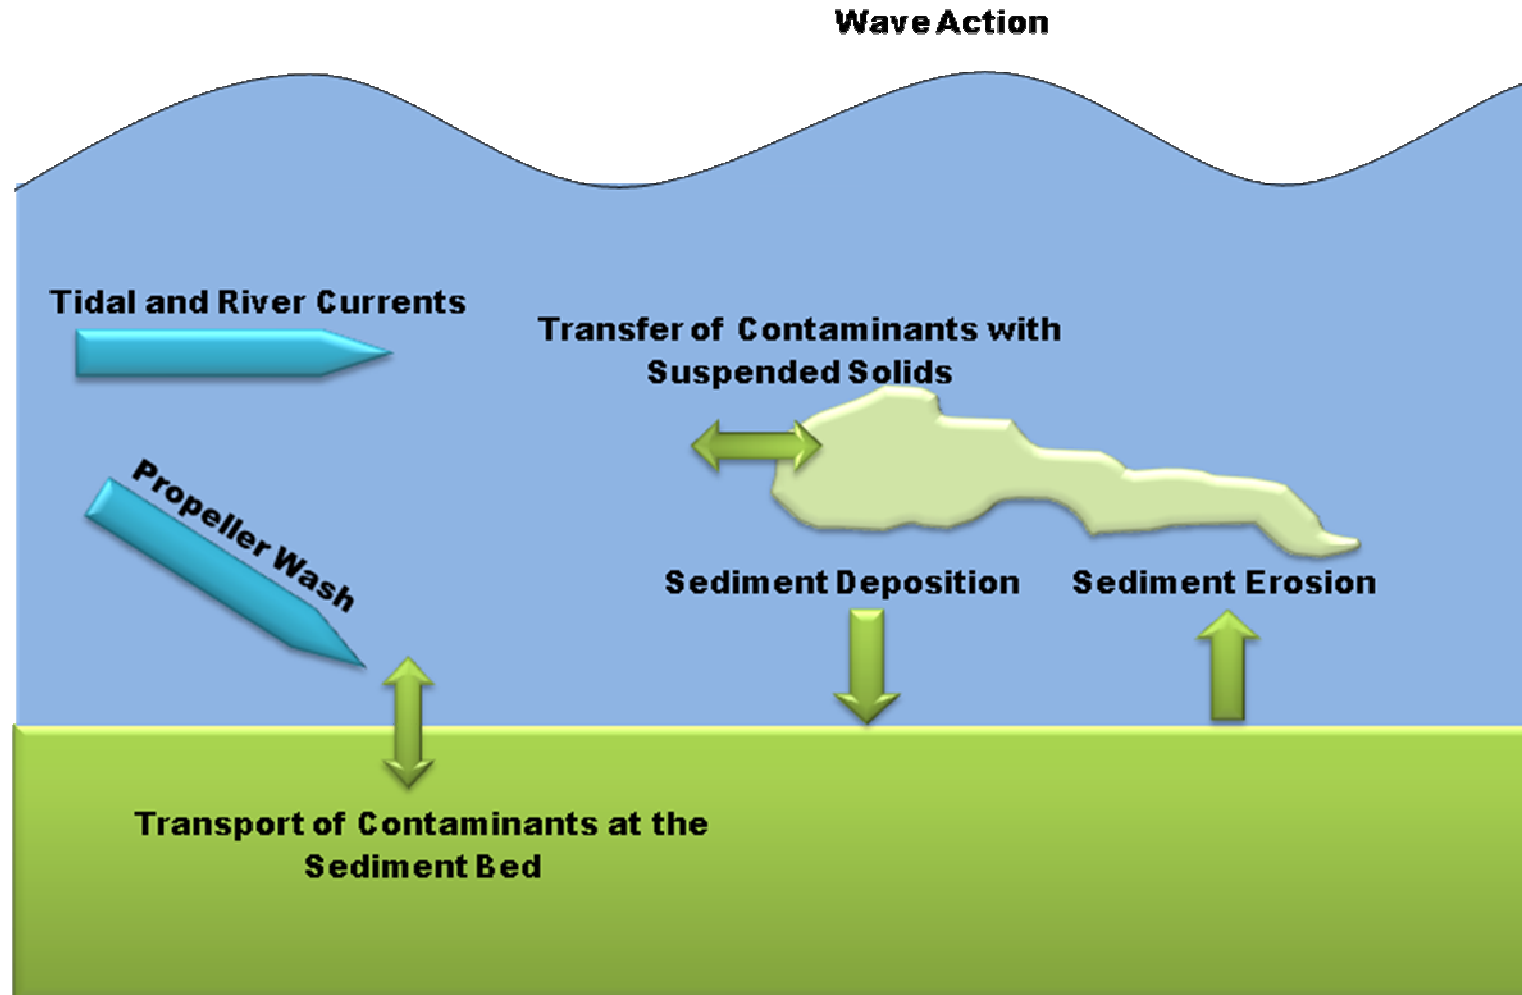 Wave Action
Tidal and River Currents
Transfer of Contaminants with
Suspended Solids
Propeller Wash
Sediment Deposition
Sediment Erosion
Transport of Contaminants at the
Sediment Bed